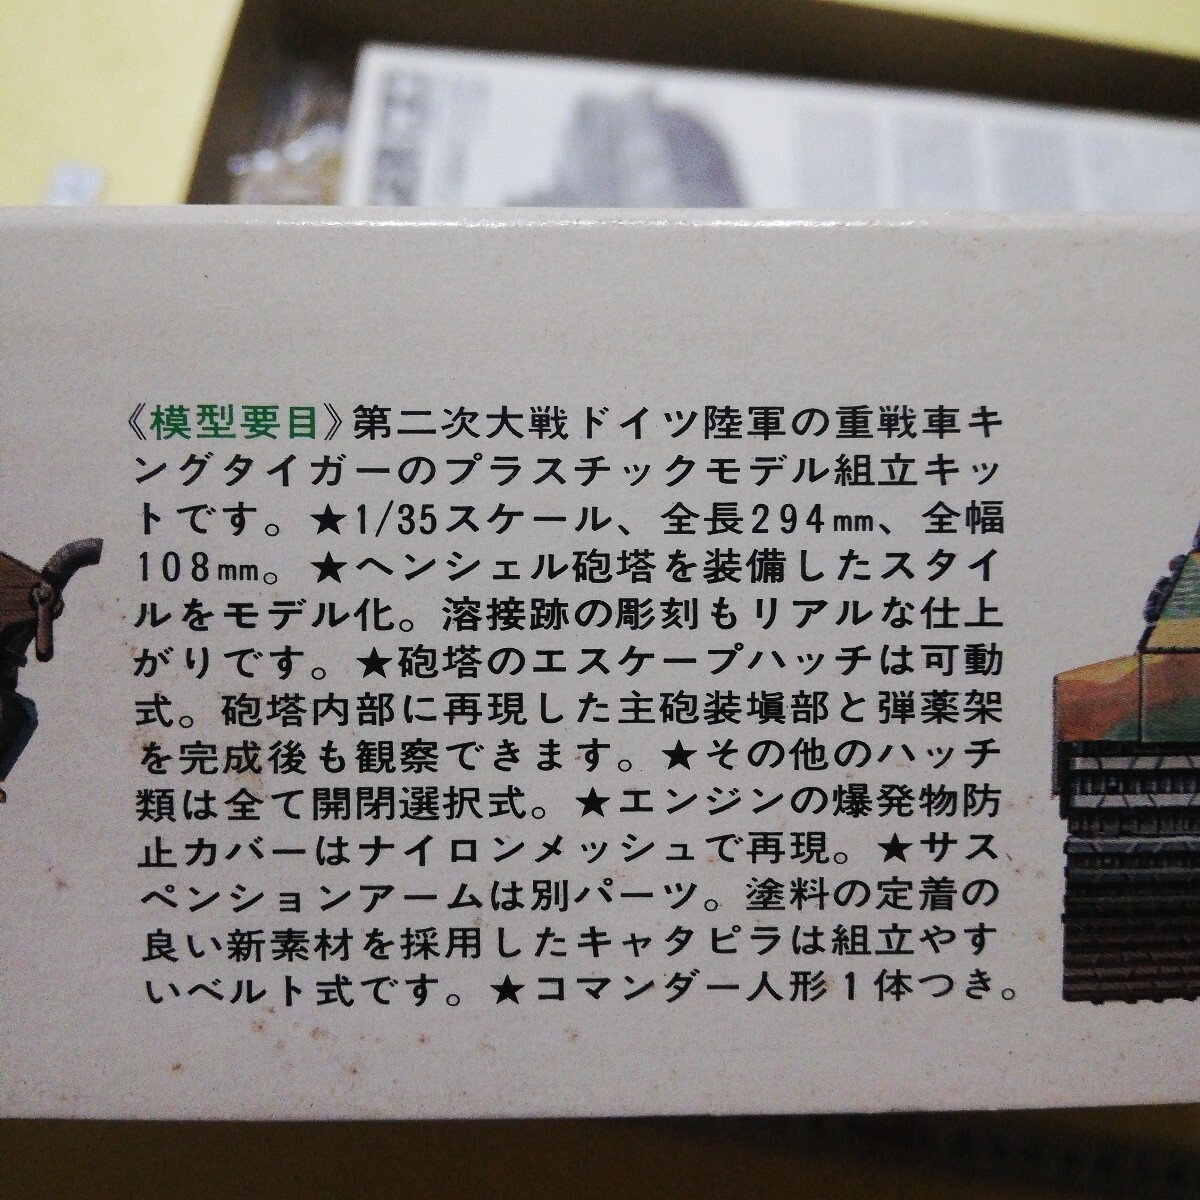 《模型要目》第二次大戦ドイツ陸軍の重戦車キ
ングタイガーのプラスチックモデル組立キッ
トです。★1/35スケール、全長294mm、全幅
108mm。★ヘンシェル砲塔を装備したスタイ
ルをモデル化。溶接跡の彫刻もリアルな仕上
がりです。★砲塔のエスケープハッチは可動
式。砲塔内部に再現した主砲装塡部と弾薬架
を完成後も観察できます。★その他のハッチ
類は全て開閉選択式。★エンジンの爆発物防
止カバーはナイロンメッシュで再現。★サス
ペンションアームは別パーツ。塗料の定着の
良い新素材を採用したキャタピラは組立やす
いベルト式です。★コマンダー人形1体つき。